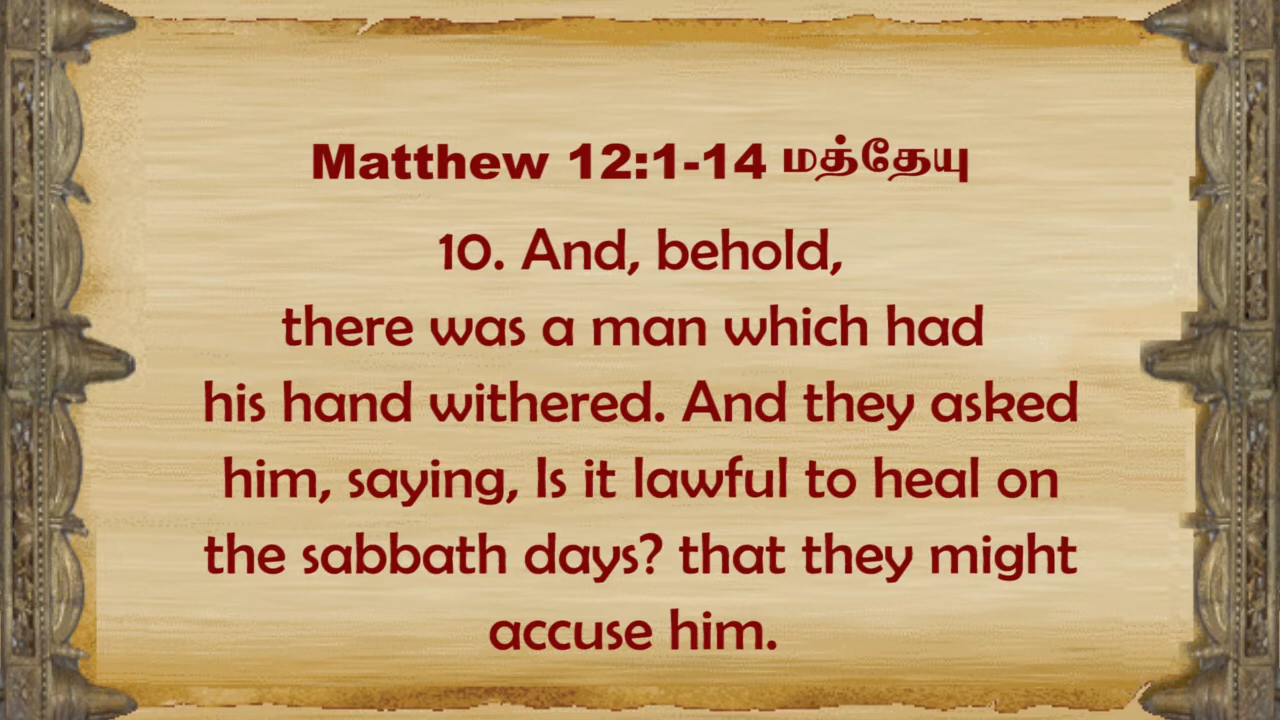 Matthew 12:1-14 மத்தேயு
10. And, behold,
there was a man which had
his hand withered. And they asked
him, saying, Is it lawful to heal on
the sabbath days? that they might
accuse him.